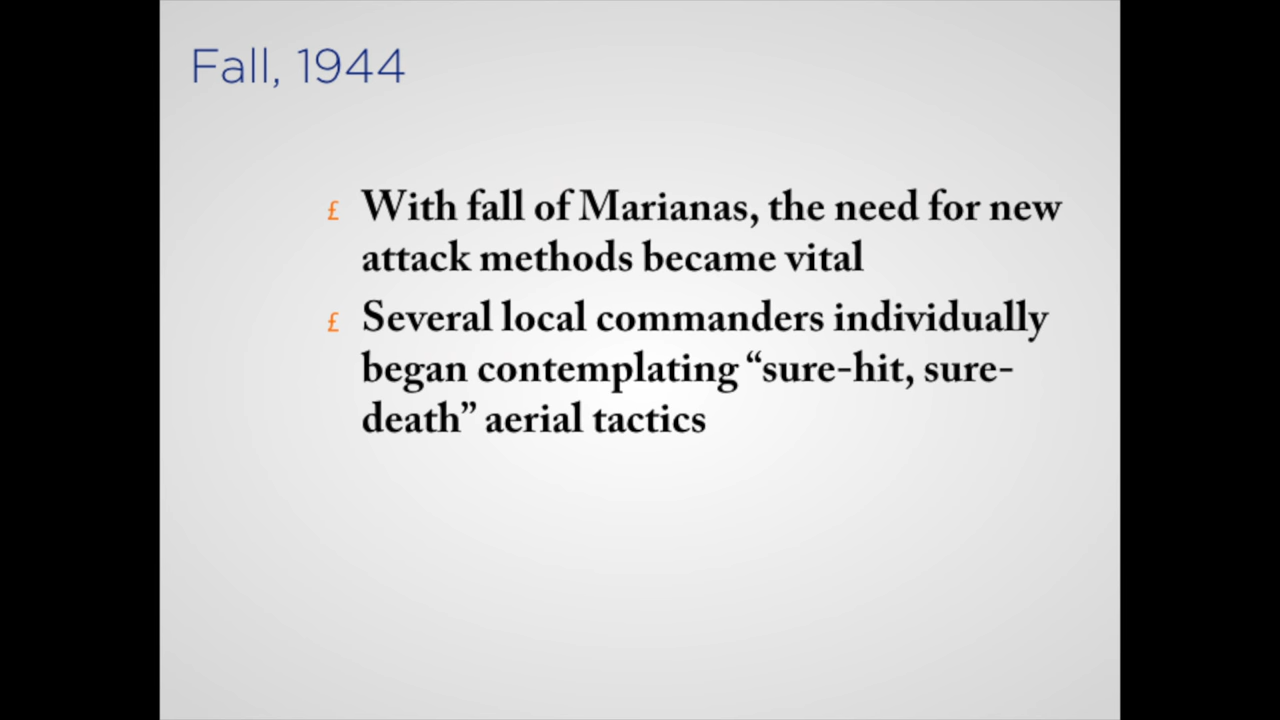 Fall, 1944
£ With fall of Marianas, the need for new
attack methods became vital
£ Several local commanders individually
began contemplating “sure-hit, sure-
death” aerial tactics